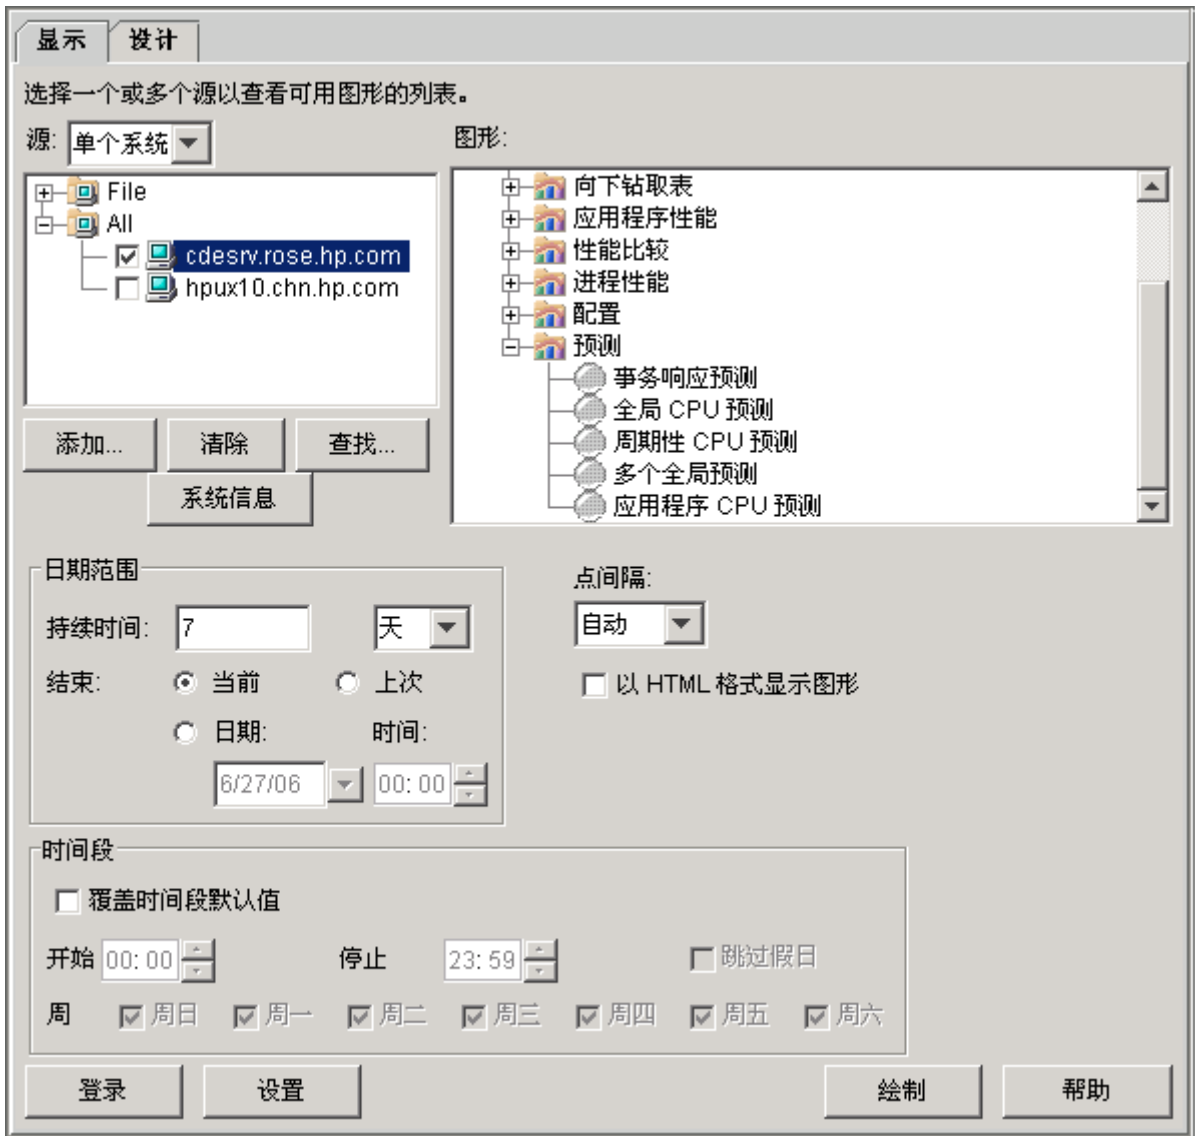 显示 设计
选择一个或多个源以查看可用图形的列表。
源: 单个系统
图形:
File
All
cdesrv.rose.hp.com
hpux10.chn.hp.com
向下钻取表
应用程序性能
性能比较
进程性能
配置
预测
事务响应预测
全局 CPU 预测
周期性 CPU 预测
多个全局预测
应用程序 CPU 预测
添加... 清除 查找...
系统信息
日期范围
持续时间: 7 天
结束: 当前 上次
日期: 时间:
6/27/06 00:00
点间隔:
自动
以 HTML 格式显示图形
时间段
覆盖时间段默认值
开始 00:00 停止 23:59 跳过假日
周 周日 周一 周二 周三 周四 周五 周六
登录 设置 绘制 帮助